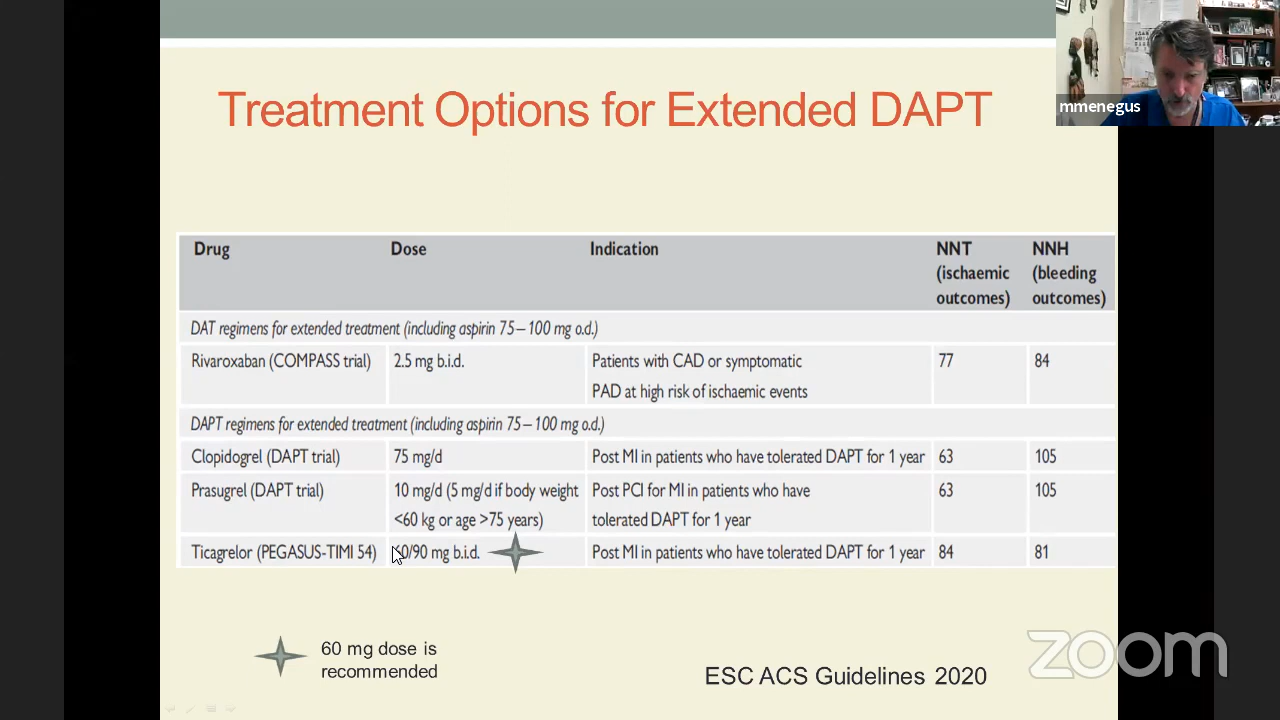 mmenegus
Treatment Options for Extended DAPT
Drug Dose Indication NNT NNH
(ischaemic (bleeding
outcomes) outcomes)
DAT regimens for extended treatment (including aspirin 75–100 mg o.d.)
Rivaroxaban (COMPASS trial) 2.5 mg b.i.d. Patients with CAD or symptomatic 77 84
PAD at high risk of ischaemic events
DAPT regimens for extended treatment (including aspirin 75–100 mg o.d.)
Clopidogrel (DAPT trial) 75 mg/d Post MI in patients who have tolerated DAPT for 1 year 63 105
Prasugrel (DAPT trial) 10 mg/d (5 mg/d if body weight Post PCI for MI in patients who have 63 105
<60 kg or age >75 years) tolerated DAPT for 1 year
Ticagrelor (PEGASUS-TIMI 54) 60/90 mg b.i.d. Post MI in patients who have tolerated DAPT for 1 year 84 81
60 mg dose is
recommended
ESC ACS Guidelines 2020
zoom